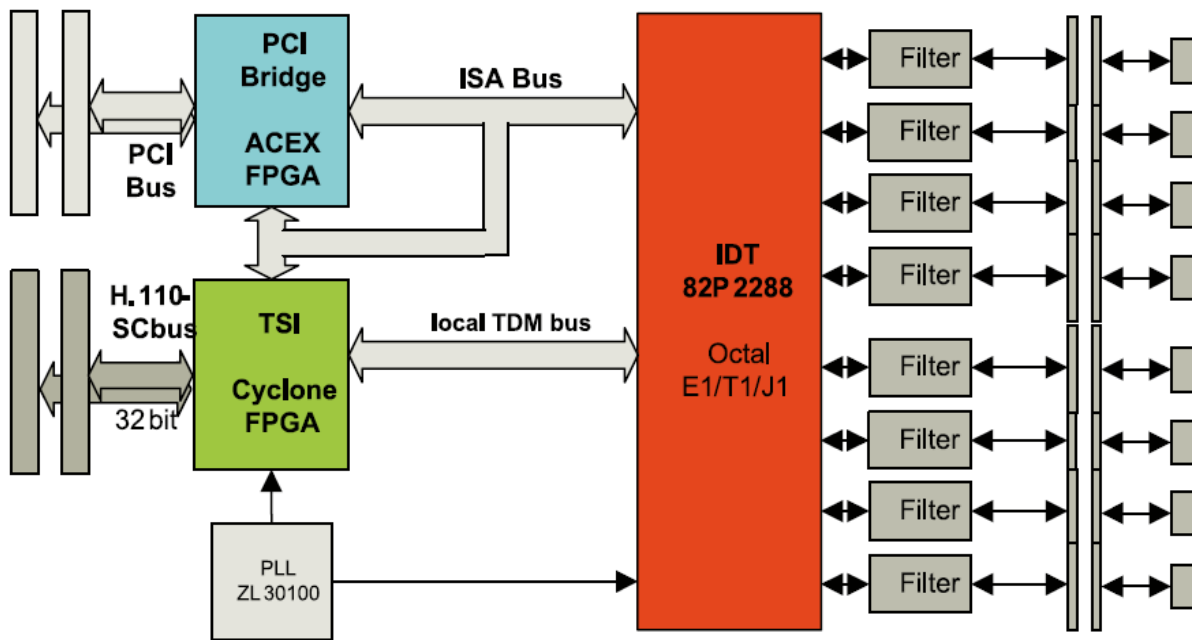 PCI
Bridge
ACEX
FPGA
ISA Bus
PCI
Bus
H.110-
SCbus
32 bit
TSI
Cyclone
FPGA
local TDM bus
PLL
ZL 30100
IDT
82P 2288
Octal
E1/T1/J1
Filter
Filter
Filter
Filter
Filter
Filter
Filter
Filter